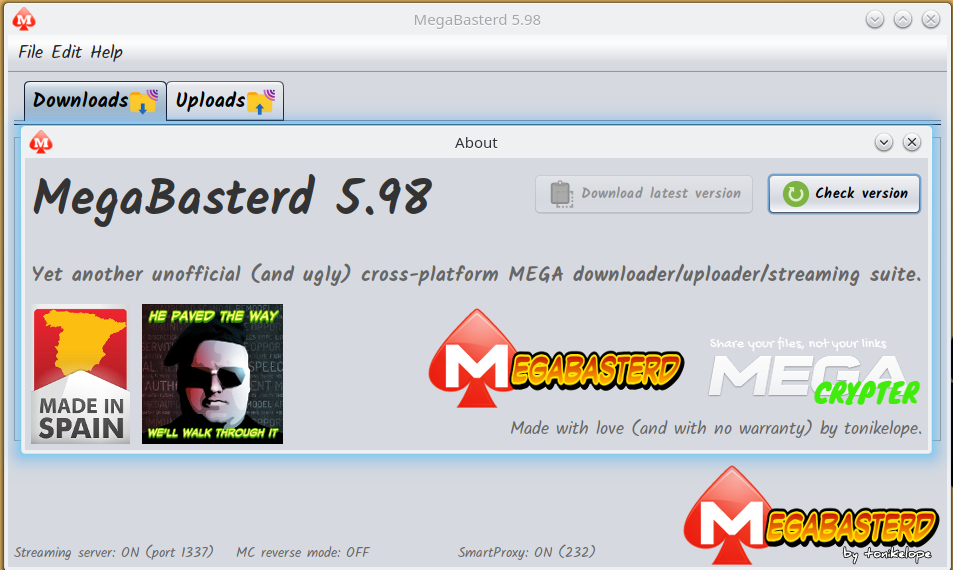 MegaBasterd 5.98
File Edit Help
Downloads Uploads
About
MegaBasterd 5.98
Download latest version Check version
Yet another unofficial (and ugly) cross-platform MEGA downloader/uploader/streaming suite.
MADE IN
SPAIN
HE PAVED THE WAY
WE'LL WALK THROUGH IT
MEGABASTERD
Share your files, not your links
MEGA
CRYPTER
Made with love (and with no warranty) by tonikelope.
MEGABASTERD
by tonikelope
Streaming server: ON (port 1337) MC reverse mode: OFF SmartProxy: ON (232)